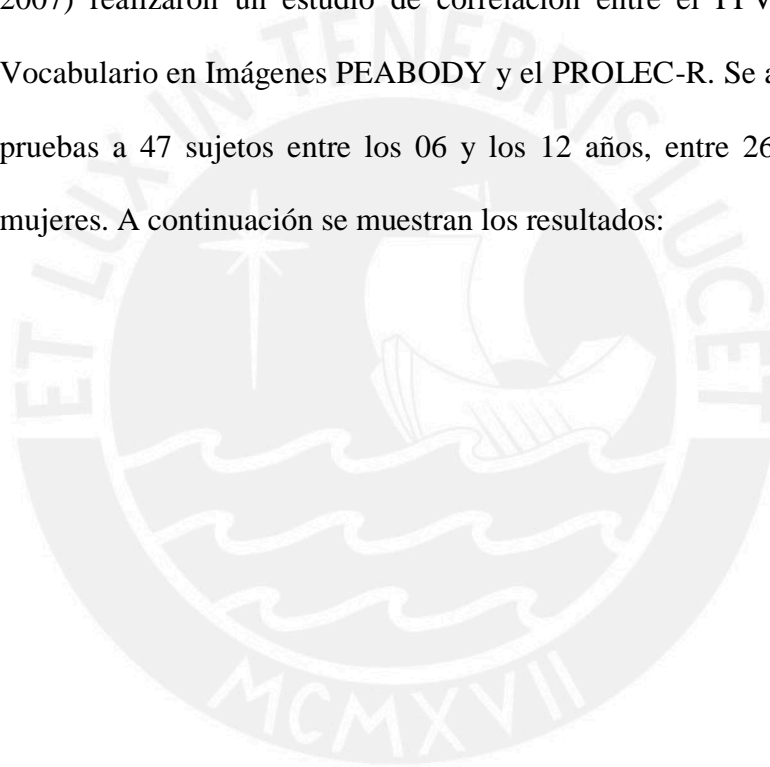 2007) realizaron un estudio de correlación entre el
Vocabulario en Imágenes PEABODY y el PROLEC-R. Se
pruebas a 47 sujetos entre los 06 y los 12 años, entre 26
mujeres. A continuación se muestran los resultados:
ET LUX IN TENEBRIS LUCET
MCMXVII